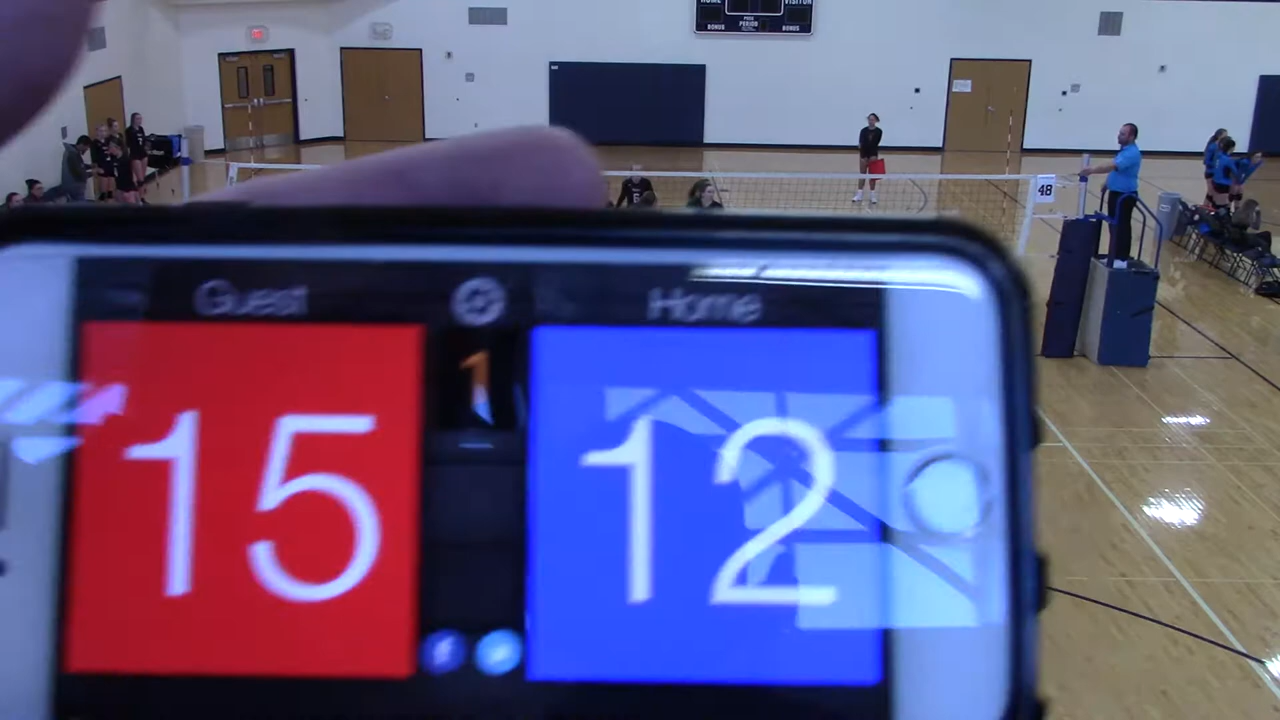 HOME VISITOR
BONUS PERIOD BONUS
48
Guest Home
1
15 12